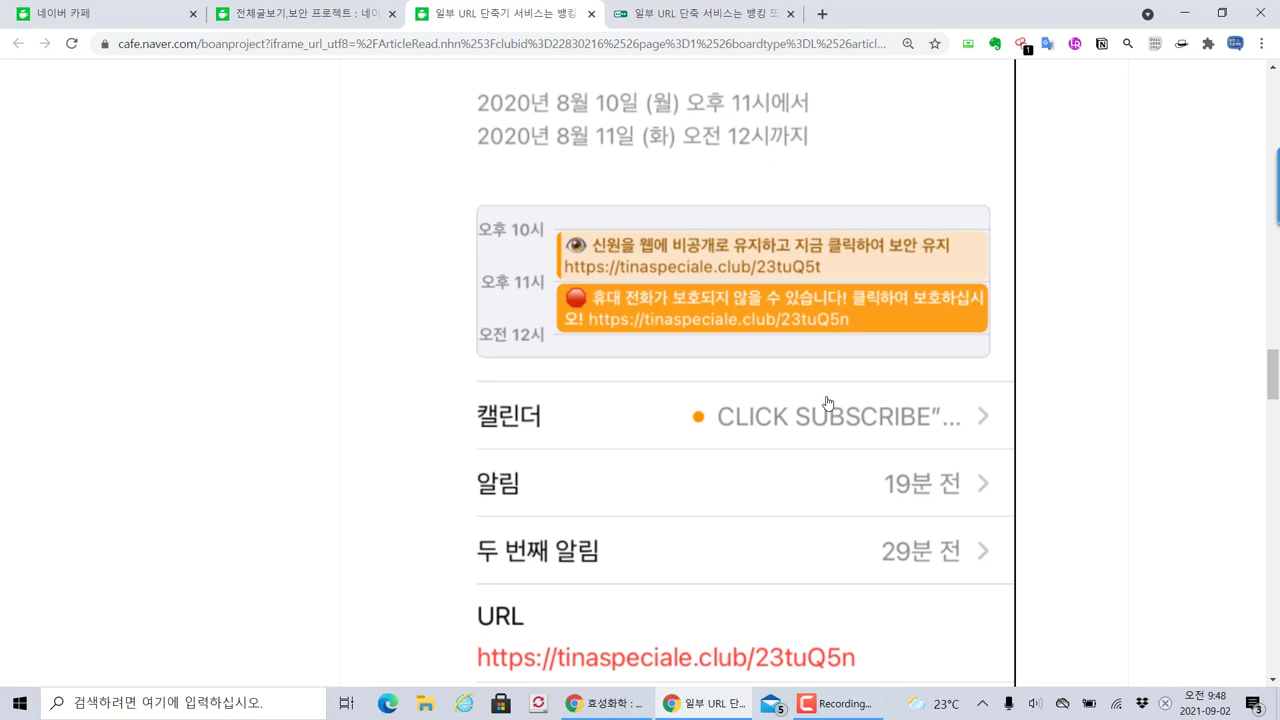 네이버 카페
전체글보기,보안 프로젝트 : 네이
일부 URL 단축기 서비스는 뱅킹
일부 URL 단축 서비스는 뱅킹 또
cafe.naver.com/boanproject?iframe_url_utf8=%2FArticleRead.nhn%253Fclubid%3D22830216%2526page%3D1%2526boardtype%3DL%2526articl...
1
2020년 8월 10일 (월) 오후 11시에서
2020년 8월 11일 (화) 오전 12시까지
오후 10시
신원을 웹에 비공개로 유지하고 지금 클릭하여 보안 유지
https://tinaspeciale.club/23tuQ5t
오후 11시
휴대 전화가 보호되지 않을 수 있습니다! 클릭하여 보호하십시
오! https://tinaspeciale.club/23tuQ5n
오전 12시
캘린더
CLICK SUBSCRIBE”...
알림
19분 전
두 번째 알림
29분 전
URL
https://tinaspeciale.club/23tuQ5n
검색하려면 여기에 입력하십시오.
효성화학 : ...
일부 URL 단...
5
Recording...
23°C
오전 9:48
2021-09-02
3